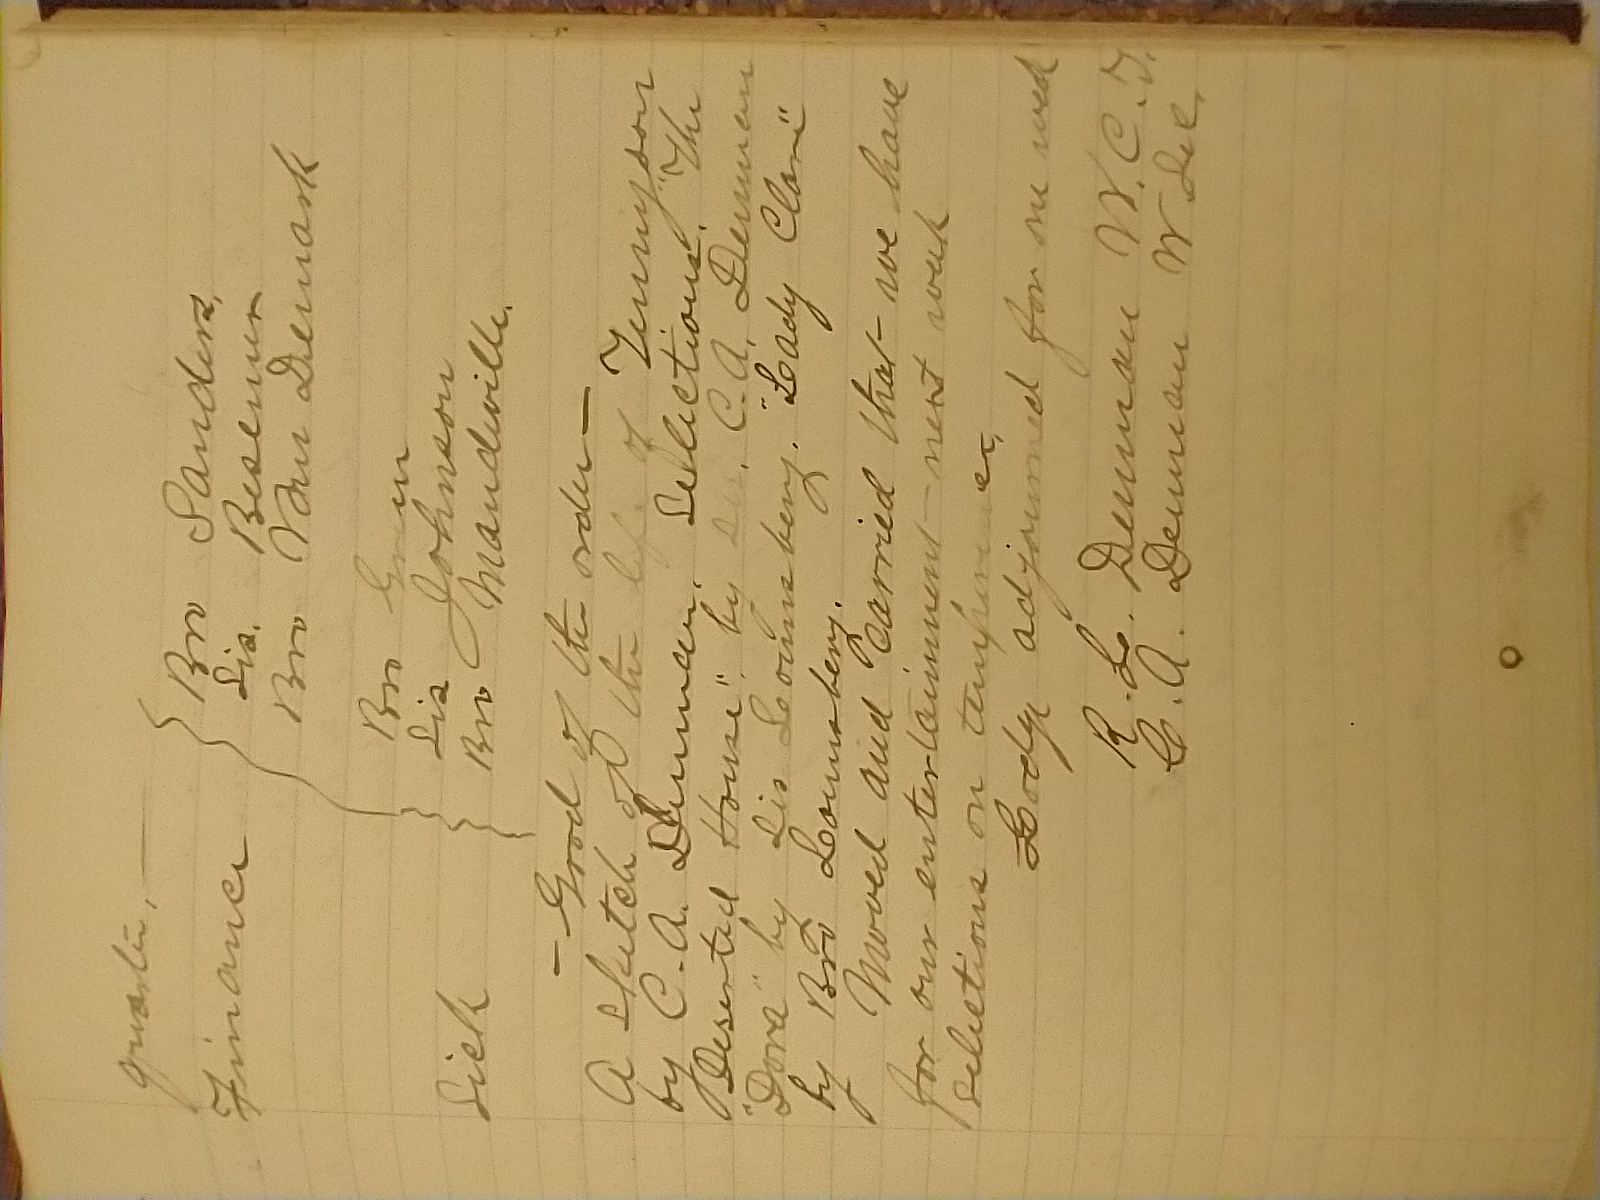 quarter, —
Bro Sanders,
Finance
Sis. Besemer
Bro Van Demark
Bro Green
Sis Johnson
Sick
Bro Mandeville.
— Good of the order —
A sketch of the life of Tennyson
by C. A. Denman. Selections. "The
Deserted House". by Sis. C. A. Denman
"Dora" by Sis Lounsbery. "Lady Clare"
by Bro Lounsbery.
Moved and carried that we have
for our entertainment next week
selections on temperance,
Lodge adjourned for one week
R. L. Denman W. C. T.
C. A. Denman W Sec.